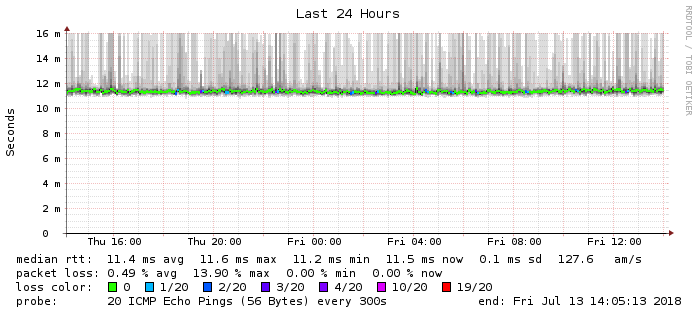 Last 24 Hours
RRDTOOL / TOBI OETIKER
Seconds
16 m
14 m
12 m
10 m
8 m
6 m
4 m
2 m
0
Thu 16:00 Thu 20:00 Fri 00:00 Fri 04:00 Fri 08:00 Fri 12:00
median rtt: 11.4 ms avg 11.6 ms max 11.2 ms min 11.5 ms now 0.1 ms sd 127.6 am/s
packet loss: 0.49 % avg 13.90 % max 0.00 % min 0.00 % now
loss color: 0 1/20 2/20 3/20 4/20 10/20 19/20
probe: 20 ICMP Echo Pings (56 Bytes) every 300s end: Fri Jul 13 14:05:13 2018